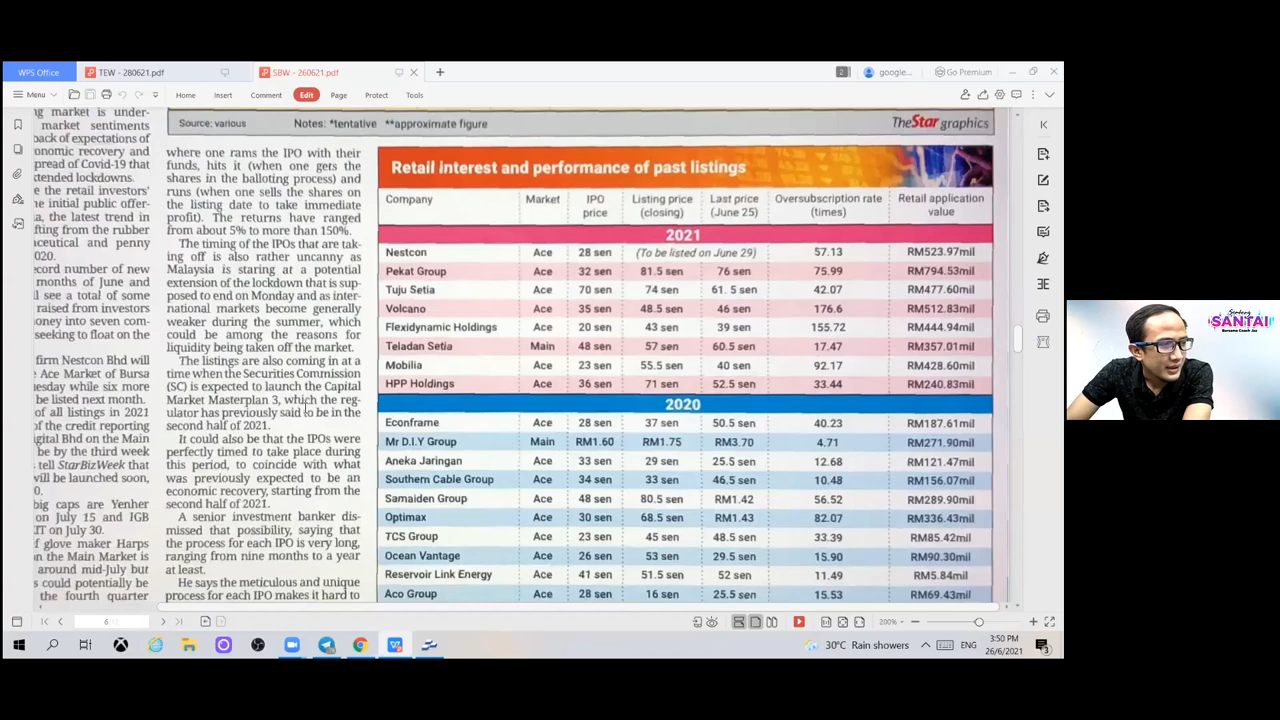 WPS Office
TEW - 280621.pdf
SBW - 260621.pdf
2
google...
Go Premium
Menu
Home
Insert
Comment
Edit
Page
Protect
Tools
ng market is under-
market sentiments
back of expectations of
onomic recovery and
pread of Covid-19 that
xtended lockdowns.
e the retail investors'
he initial public offer-
a, the latest trend in
fting from the rubber
aceutical and penny
020.
ecord number of new
months of June and
ll see a total of some
raised from investors
oney into seven com-
seeking to float on the
firm Nestcon Bhd will
Ace Market of Bursa
esday while six more
be listed next month.
of all listings in 2021
of the credit reporting
igital Bhd on the Main
be by the third week
tell StarBizWeek that
will be launched soon,
0.
big caps are Yenher
on July 15 and IGB
IT on July 30.
f glove maker Harps
n the Main Market is
around mid-July but
s could potentially be
the fourth quarter
where one rams the IPO with their
funds, hits it (when one gets the
shares in the balloting process) and
runs (when one sells the shares on
the listing date to take immediate
profit). The returns have ranged
from about 5% to more than 150%.
The timing of the IPOs that are tak-
ing off is also rather uncanny as
Malaysia is staring at a potential
extension of the lockdown that is sup-
posed to end on Monday and as inter-
national markets become generally
weaker during the summer, which
could be among the reasons for
liquidity being taken off the market.
The listings are also coming in at a
time when the Securities Commission
(SC) is expected to launch the Capital
Market Masterplan 3, which the reg-
ulator has previously said to be in the
second half of 2021.
It could also be that the IPOs were
perfectly timed to take place during
this period, to coincide with what
was previously expected to be an
economic recovery, starting from the
second half of 2021.
A senior investment banker dis-
missed that possibility, saying that
the process for each IPO is very long,
ranging from nine months to a year
at least.
He says the meticulous and unique
process for each IPO makes it hard to
Source: various Notes: *tentative **approximate figure TheStar graphics
Retail interest and performance of past listings
Company Market IPO price Listing price (closing) Last price (June 25) Oversubscription rate (times) Retail application value
2021
Nestcon Ace 28 sen (To be listed on June 29) 57.13 RM523.97mil
Pekat Group Ace 32 sen 81.5 sen 76 sen 75.99 RM794.53mil
Tuju Setia Ace 70 sen 74 sen 61. 5 sen 42.07 RM477.60mil
Volcano Ace 35 sen 48.5 sen 46 sen 176.6 RM512.83mil
Flexidynamic Holdings Ace 20 sen 43 sen 39 sen 155.72 RM444.94mil
Teladan Setia Main 48 sen 57 sen 60.5 sen 17.47 RM357.01mil
Mobilia Ace 23 sen 55.5 sen 40 sen 92.17 RM428.60mil
HPP Holdings Ace 36 sen 71 sen 52.5 sen 33.44 RM240.83mil
2020
Econframe Ace 28 sen 37 sen 50.5 sen 40.23 RM187.61mil
Mr D.I.Y Group Main RM1.60 RM1.75 RM3.70 4.71 RM271.90mil
Aneka Jaringan Ace 33 sen 29 sen 25.5 sen 12.68 RM121.47mil
Southern Cable Group Ace 34 sen 33 sen 46.5 sen 10.48 RM156.07mil
Samaiden Group Ace 48 sen 80.5 sen RM1.42 56.52 RM289.90mil
Optimax Ace 30 sen 68.5 sen RM1.43 82.07 RM336.43mil
TCS Group Ace 23 sen 45 sen 48.5 sen 33.39 RM85.42mil
Ocean Vantage Ace 26 sen 53 sen 29.5 sen 15.90 RM90.30mil
Reservoir Link Energy Ace 41 sen 51.5 sen 52 sen 11.49 RM5.84mil
Aco Group Ace 28 sen 16 sen 25.5 sen 15.53 RM69.43mil
SANTAI
Bersama Coach Jaz
200%
30°C Rain showers
ENG
3:50 PM
26/6/2021
3